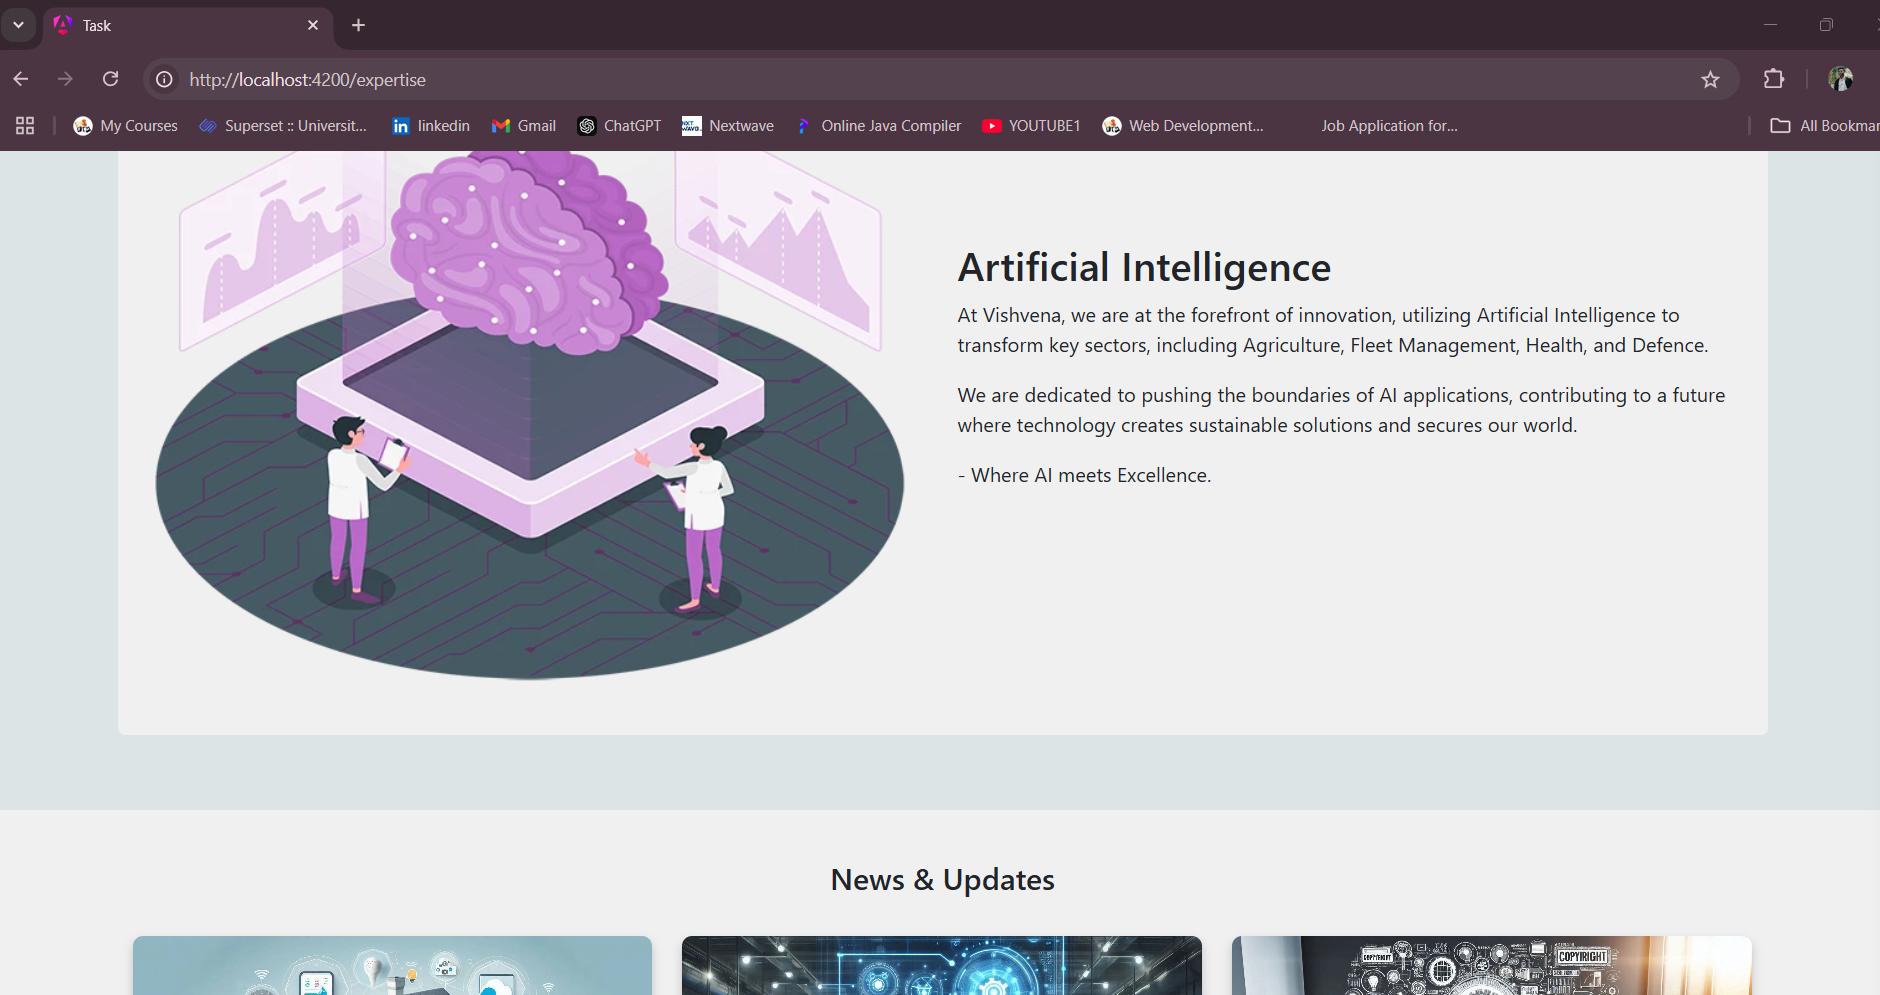 Task
http://localhost:4200/expertise
My Courses
Superset :: Universit...
linkedin
Gmail
ChatGPT
Nextwave
Online Java Compiler
YOUTUBE1
Web Development...
Job Application for...
All Bookmar
Artificial Intelligence
At Vishvena, we are at the forefront of innovation, utilizing Artificial Intelligence to
transform key sectors, including Agriculture, Fleet Management, Health, and Defence.
We are dedicated to pushing the boundaries of AI applications, contributing to a future
where technology creates sustainable solutions and secures our world.
- Where AI meets Excellence.
News & Updates
COPYRIGHT
COPYRIGHT